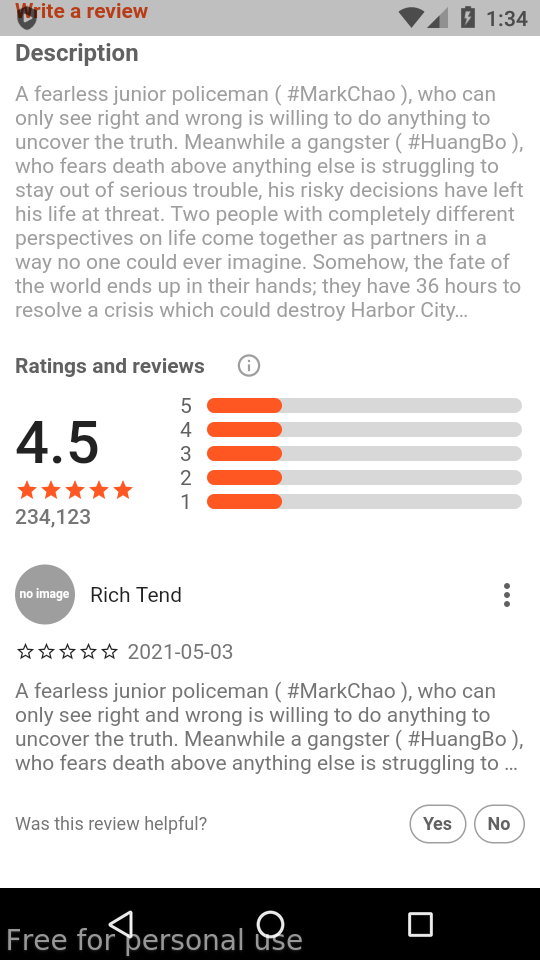 Write a review
1:34
Description
A fearless junior policeman ( #MarkChao ), who can
only see right and wrong is willing to do anything to
uncover the truth. Meanwhile a gangster ( #HuangBo ),
who fears death above anything else is struggling to
stay out of serious trouble, his risky decisions have left
his life at threat. Two people with completely different
perspectives on life come together as partners in a
way no one could ever imagine. Somehow, the fate of
the world ends up in their hands; they have 36 hours to
resolve a crisis which could destroy Harbor City…
Ratings and reviews
4.5
234,123
5
4
3
2
1
no image
Rich Tend
2021-05-03
A fearless junior policeman ( #MarkChao ), who can
only see right and wrong is willing to do anything to
uncover the truth. Meanwhile a gangster ( #HuangBo ),
who fears death above anything else is struggling to …
Was this review helpful?
Yes
No
Free for personal use